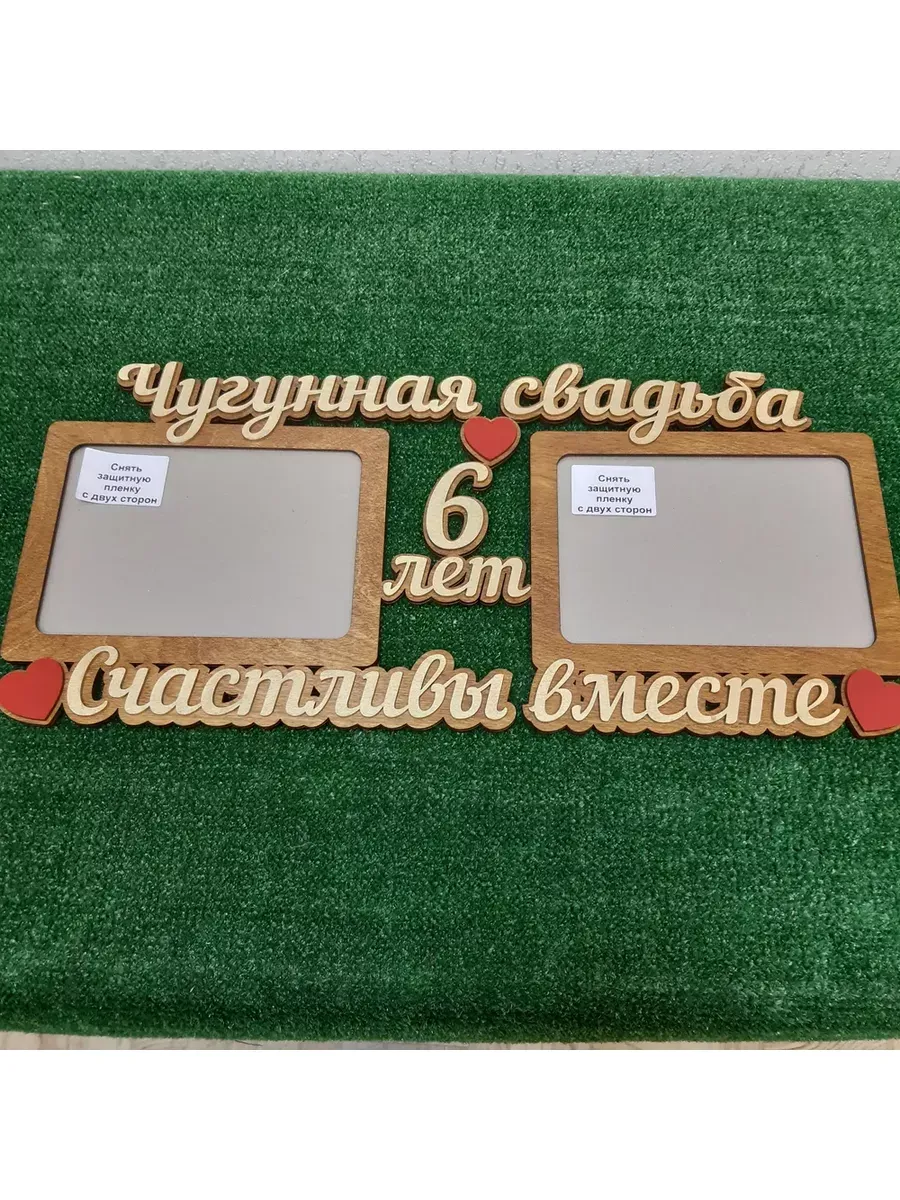 Чугунная свадьба
Снять
защитную
пленку
с двух сторон
6
лет
Снять
защитную
пленку
с двух сторон
Счастливы вместе